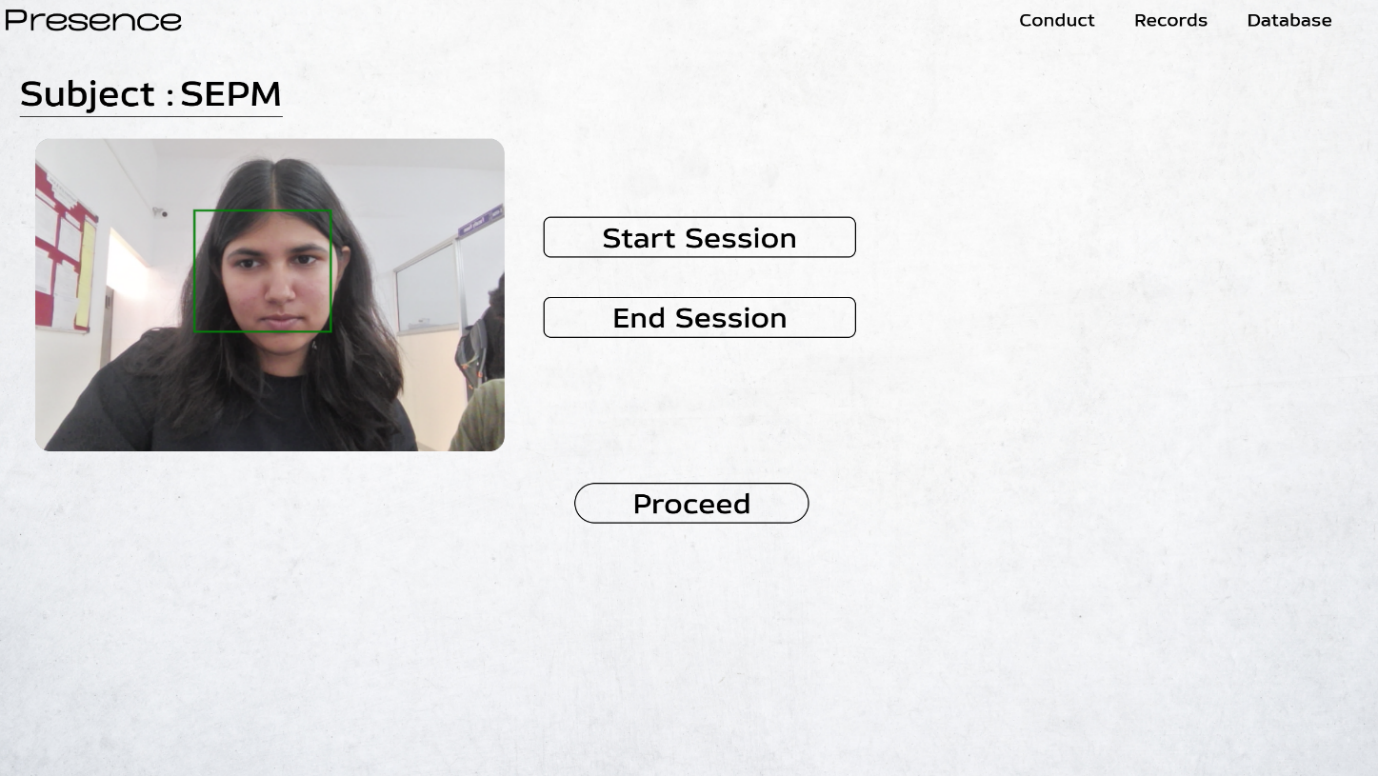 Presence
Conduct Records Database
Subject : SEPM
Start Session
End Session
Proceed